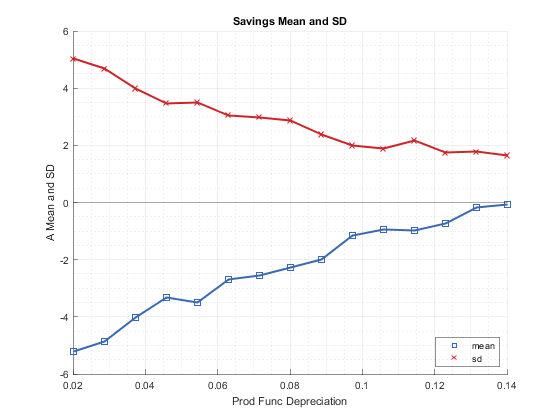 Savings Mean and SD
6
4
2
0
-2
-4
-6
A Mean and SD
0.02 0.04 0.06 0.08 0.1 0.12 0.14
Prod Func Depreciation
mean
sd